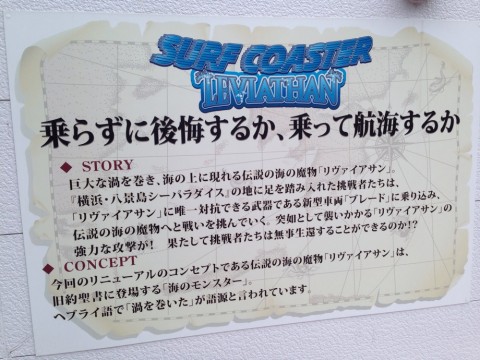 SURF COASTER
LEVIATHAN
乗らずに後悔するか、乗って航海するか
◆ STORY
巨大な渦を巻き、海の上に現れる伝説の海の魔物「リヴァイアサン」。
『横浜・八景島シーパラダイス』の地に足を踏み入れた挑戦者たちは、
「リヴァイアサン」に唯一対抗できる武器である新型車両「ブレード」に乗り込み、
伝説の海の魔物へと戦いを挑んでいく。突如として襲いかかる「リヴァイアサン」の
強力な攻撃が! 果たして挑戦者たちは無事生還することができるのか!?
◆ CONCEPT
今回のリニューアルのコンセプトである伝説の海の魔物「リヴァイアサン」は、
旧約聖書に登場する「海のモンスター」。
ヘブライ語で「渦を巻いた」が語源と言われています。